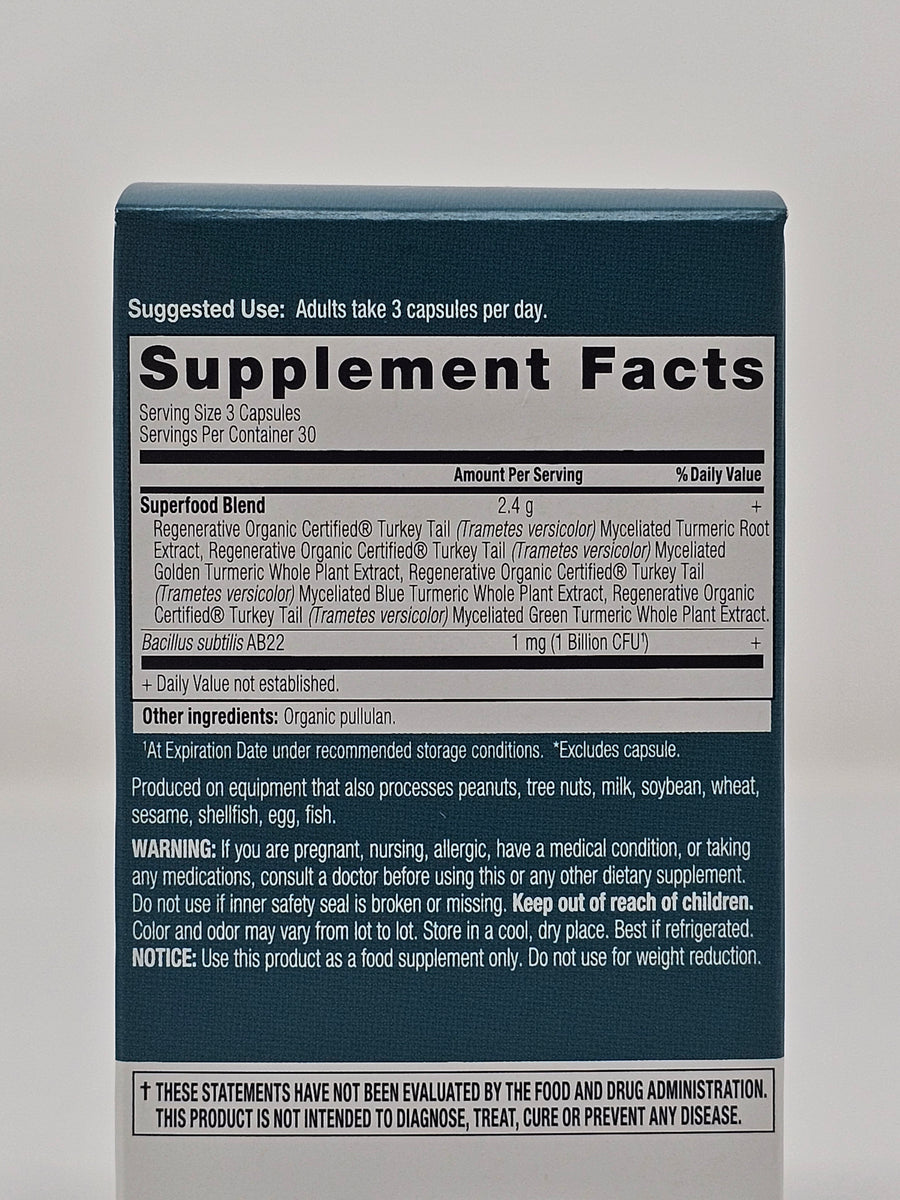 Suggested Use: Adults take 3 capsules per day.
Supplement Facts
Serving Size 3 Capsules
Servings Per Container 30
Amount Per Serving % Daily Value
Superfood Blend 2.4 g +
Regenerative Organic Certified® Turkey Tail (Trametes versicolor) Myceliated Turmeric Root
Extract, Regenerative Organic Certified® Turkey Tail (Trametes versicolor) Myceliated
Golden Turmeric Whole Plant Extract, Regenerative Organic Certified® Turkey Tail
(Trametes versicolor) Myceliated Blue Turmeric Whole Plant Extract, Regenerative Organic
Certified® Turkey Tail (Trametes versicolor) Myceliated Green Turmeric Whole Plant Extract.
Bacillus subtilis AB22 1 mg (1 Billion CFU¹) +
+ Daily Value not established.
Other ingredients: Organic pullulan.
¹At Expiration Date under recommended storage conditions. *Excludes capsule.
Produced on equipment that also processes peanuts, tree nuts, milk, soybean, wheat,
sesame, shellfish, egg, fish.
WARNING: If you are pregnant, nursing, allergic, have a medical condition, or taking
any medications, consult a doctor before using this or any other dietary supplement.
Do not use if inner safety seal is broken or missing. Keep out of reach of children.
Color and odor may vary from lot to lot. Store in a cool, dry place. Best if refrigerated.
NOTICE: Use this product as a food supplement only. Do not use for weight reduction.
† THESE STATEMENTS HAVE NOT BEEN EVALUATED BY THE FOOD AND DRUG ADMINISTRATION.
THIS PRODUCT IS NOT INTENDED TO DIAGNOSE, TREAT, CURE OR PREVENT ANY DISEASE.